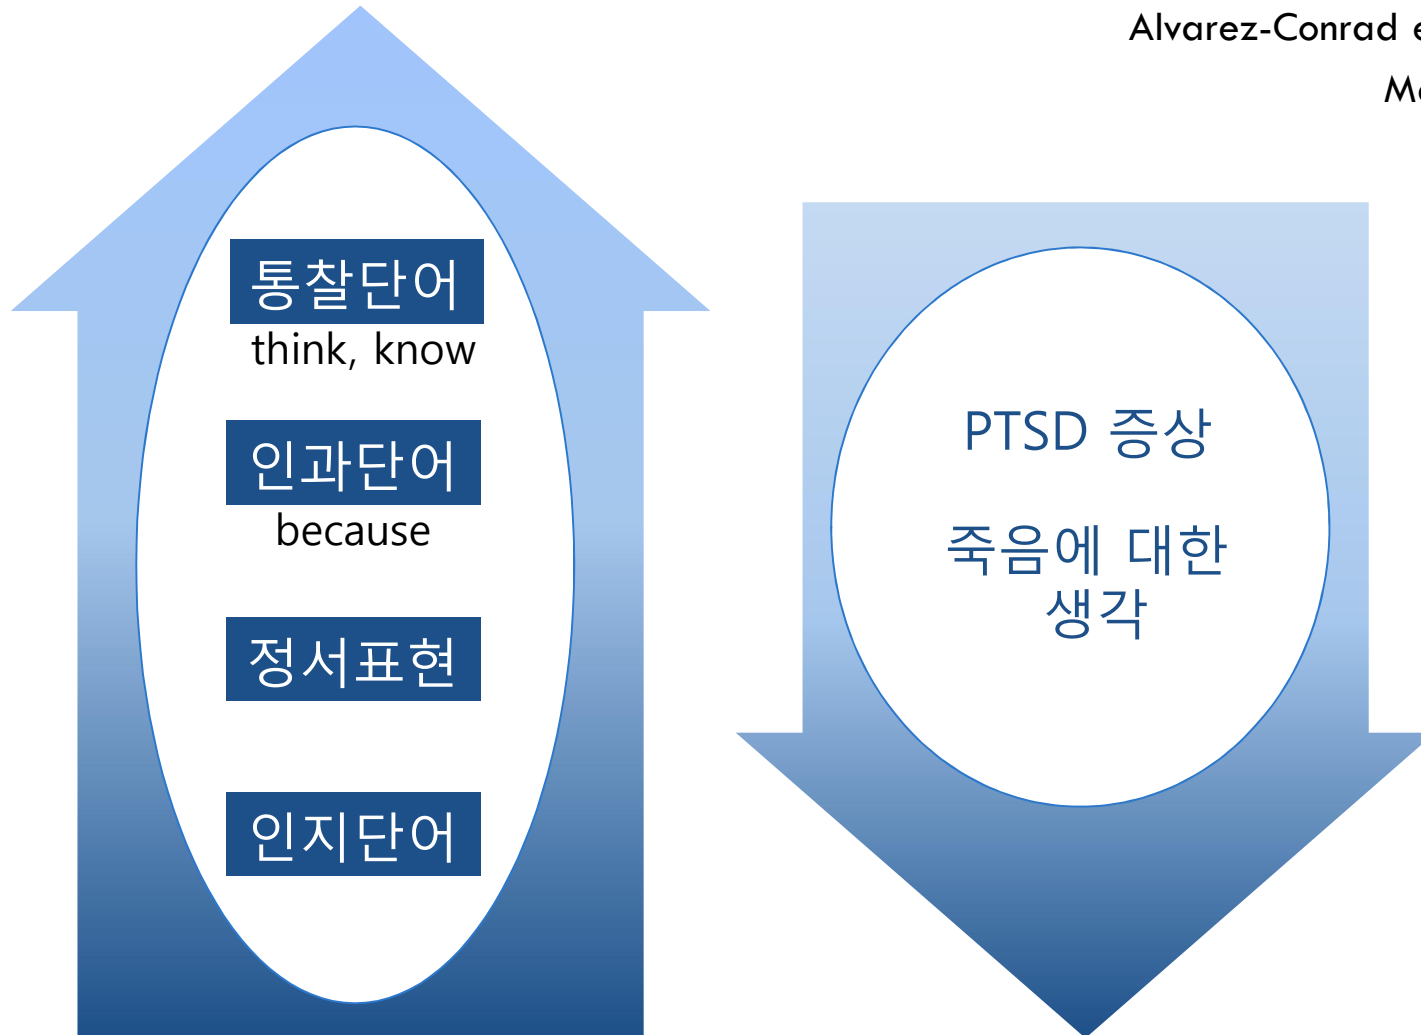 Alvarez-Conrad
통찰단어
think, know
인과단어
because
정서표현
인지단어
PTSD 증상
죽음에 대한
생각